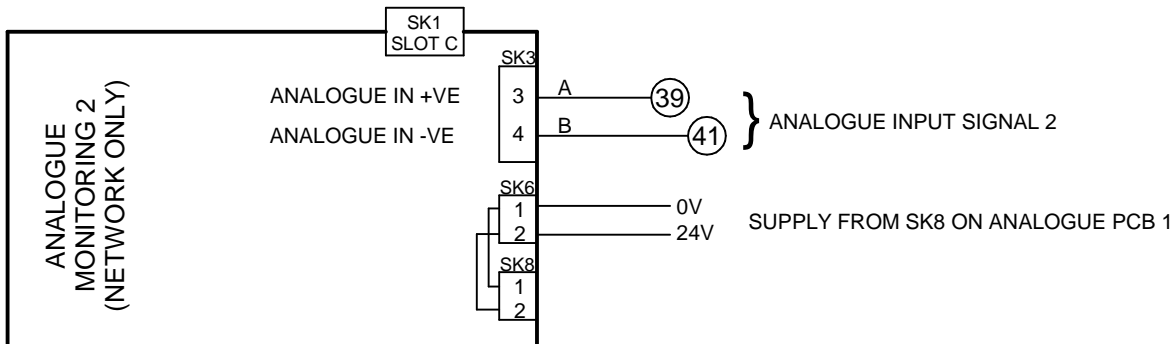 SK1
SLOT C
SK3
ANALOGUE IN +VE
3
A
39
ANALOGUE IN -VE
4
B
41
} ANALOGUE INPUT SIGNAL 2
ANALOGUE
MONITORING 2
(NETWORK ONLY)
SK6
1
0V
2
24V
SUPPLY FROM SK8 ON ANALOGUE PCB 1
SK8
1
2